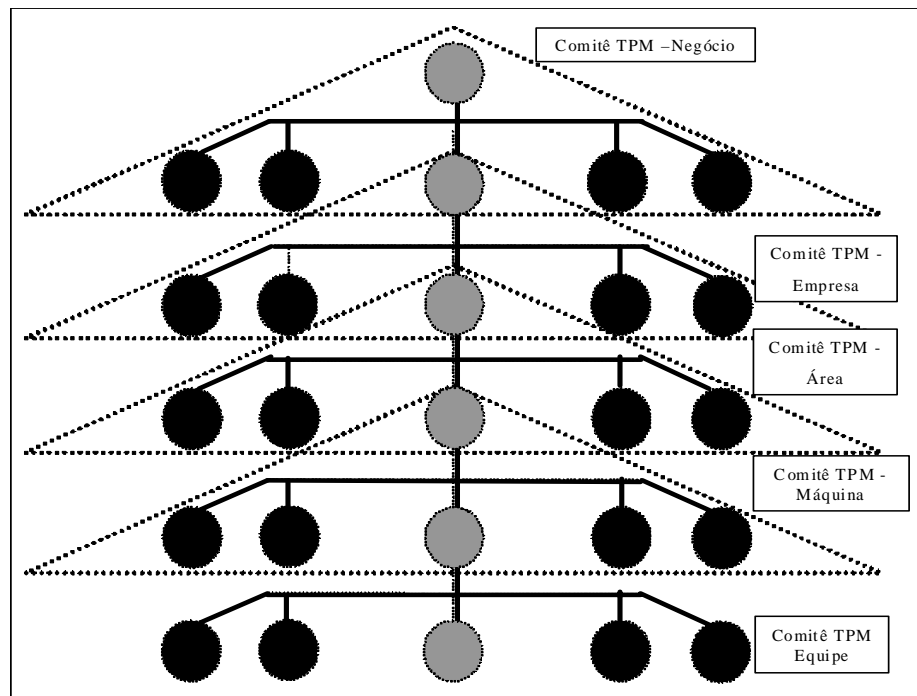 Comitê TPM –Negócio
Comitê TPM -
Empresa
Comitê TPM -
Área
Comitê TPM -
Máquina
Comitê TPM
Equipe